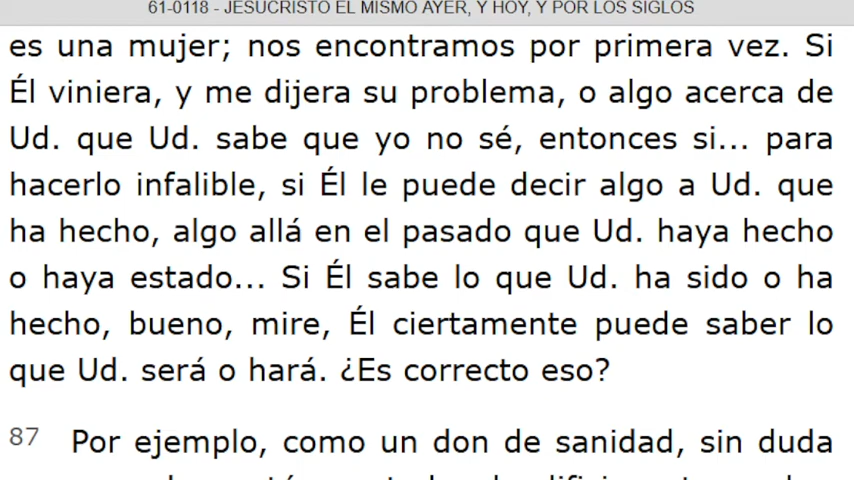 61-0118 - JESUCRISTO EL MISMO AYER, Y HOY, Y POR LOS SIGLOS
es una mujer; nos encontramos por primera vez. Si
Él viniera, y me dijera su problema, o algo acerca de
Ud. que Ud. sabe que yo no sé, entonces si... para
hacerlo infalible, si Él le puede decir algo a Ud. que
ha hecho, algo allá en el pasado que Ud. haya hecho
o haya estado... Si Él sabe lo que Ud. ha sido o ha
hecho, bueno, mire, Él ciertamente puede saber lo
que Ud. será o hará. ¿Es correcto eso?
87 Por ejemplo, como un don de sanidad, sin duda